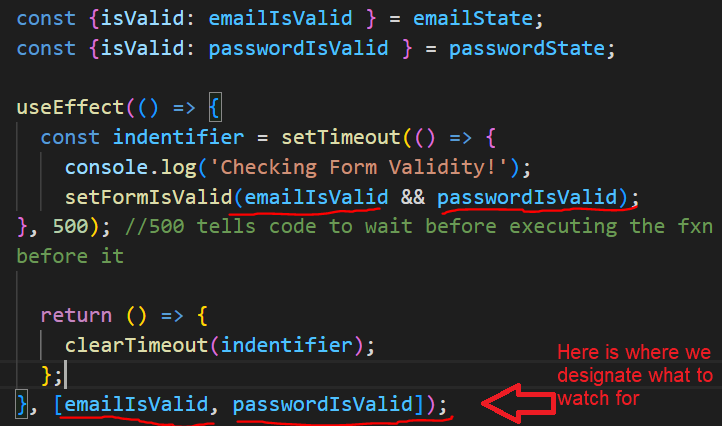 const {isValid: emailIsValid } = emailState;
const {isValid: passwordIsValid } = passwordState;
useEffect(() => {
const indentifier = setTimeout(() => {
console.log('Checking Form Validity!');
setFormIsValid(emailIsValid && passwordIsValid);
}, 500); //500 tells code to wait before executing the fxn
before it
return () => {
clearTimeout(indentifier);
};
}, [emailIsValid, passwordIsValid]);
Here is where we
designate what to
watch for